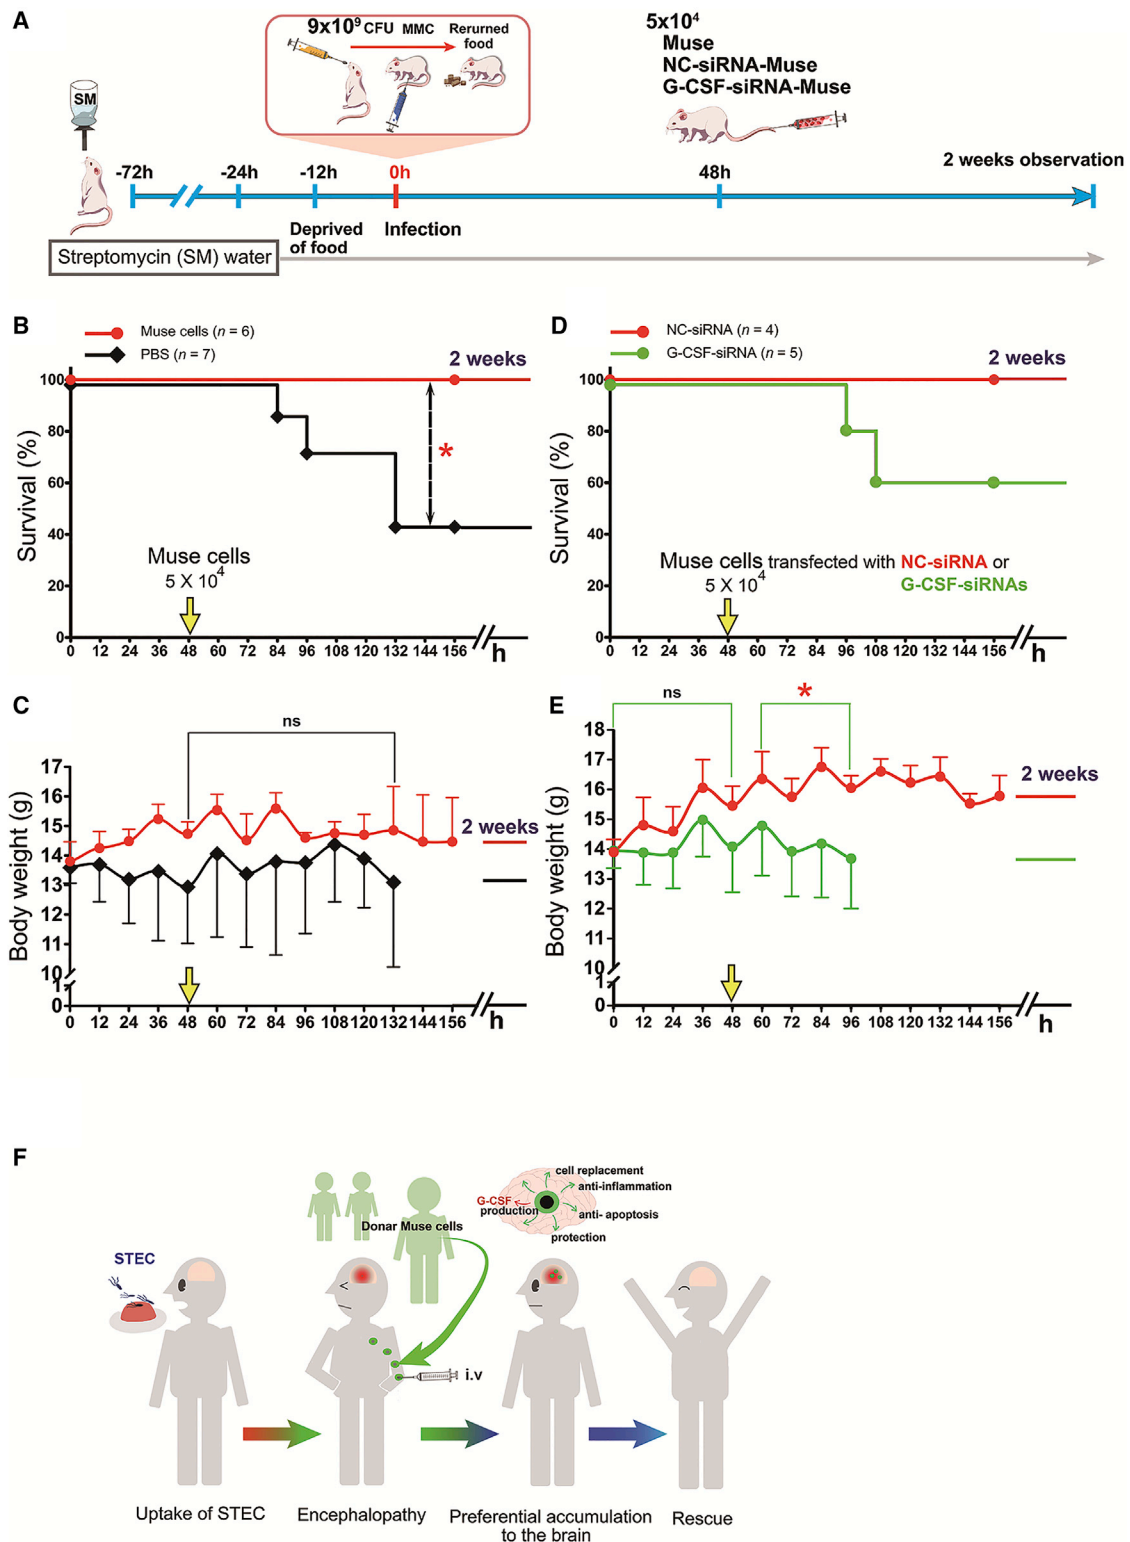 A
9x10⁹ CFU MMC Rerurned
food
5x10⁴
Muse
NC-siRNA-Muse
G-CSF-siRNA-Muse
SM
-72h -24h -12h 0h 48h 2 weeks observation
Deprived
of food
Infection
Streptomycin (SM) water
B
Muse cells (n = 6)
PBS (n = 7)
2 weeks
Survival (%)
100
80
60
40
20
0
*
Muse cells
5 X 10⁴
0 12 24 36 48 60 72 84 96 108 120 132 144 156 h
D
NC-siRNA (n = 4)
G-CSF-siRNA (n = 5)
2 weeks
Survival (%)
100
80
60
40
20
0
Muse cells transfected with NC-siRNA or
5 X 10⁴ G-CSF-siRNAs
0 12 24 36 48 60 72 84 96 108 120 132 144 156 h
C
ns
Body weight (g)
17
16
15
14
13
12
11
10
1
0
2 weeks
0 12 24 36 48 60 72 84 96 108 120 132 144 156 h
E
ns
*
Body weight (g)
18
17
16
15
14
13
12
11
10
1
0
2 weeks
0 12 24 36 48 60 72 84 96 108 120 132 144 156 h
F
STEC
Donar Muse cells
cell replacement
anti-inflammation
G-CSF
production
anti- apoptosis
protection
i.v
Uptake of STEC
Encephalopathy
Preferential accumulation
to the brain
Rescue